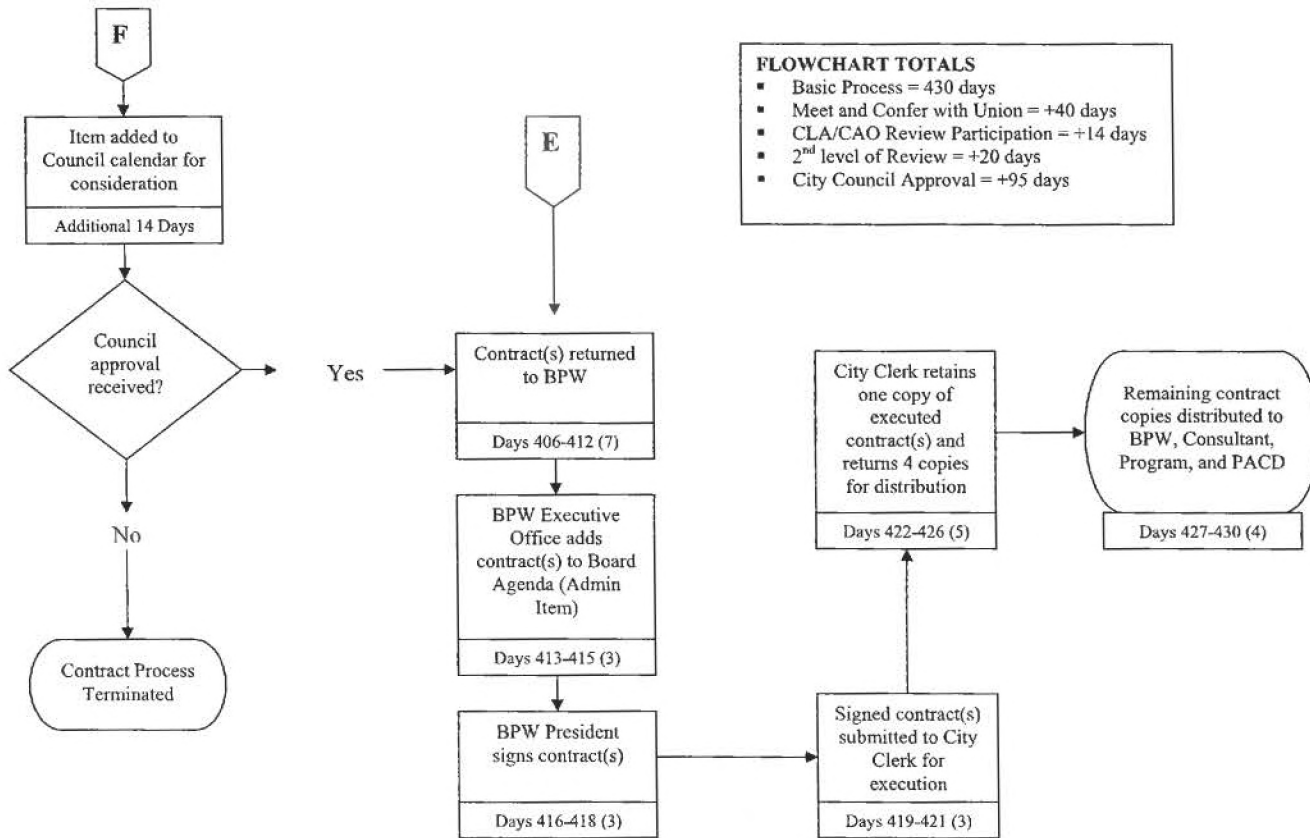 F
Item added to
Council calendar for
consideration
Additional 14 Days
Council
approval
received?
Yes
No
Contract Process
Terminated
E
Contract(s) returned
to BPW
Days 406-412 (7)
BPW Executive
Office adds
contract(s) to Board
Agenda (Admin
Item)
Days 413-415 (3)
BPW President
signs contract(s)
Days 416-418 (3)
FLOWCHART TOTALS
▪ Basic Process = 430 days
▪ Meet and Confer with Union = +40 days
▪ CLA/CAO Review Participation = +14 days
▪ 2nd level of Review = +20 days
▪ City Council Approval = +95 days
Signed contract(s)
submitted to City
Clerk for
execution
Days 419-421 (3)
City Clerk retains
one copy of
executed
contract(s) and
returns 4 copies
for distribution
Days 422-426 (5)
Remaining contract
copies distributed to
BPW, Consultant,
Program, and PACD
Days 427-430 (4)